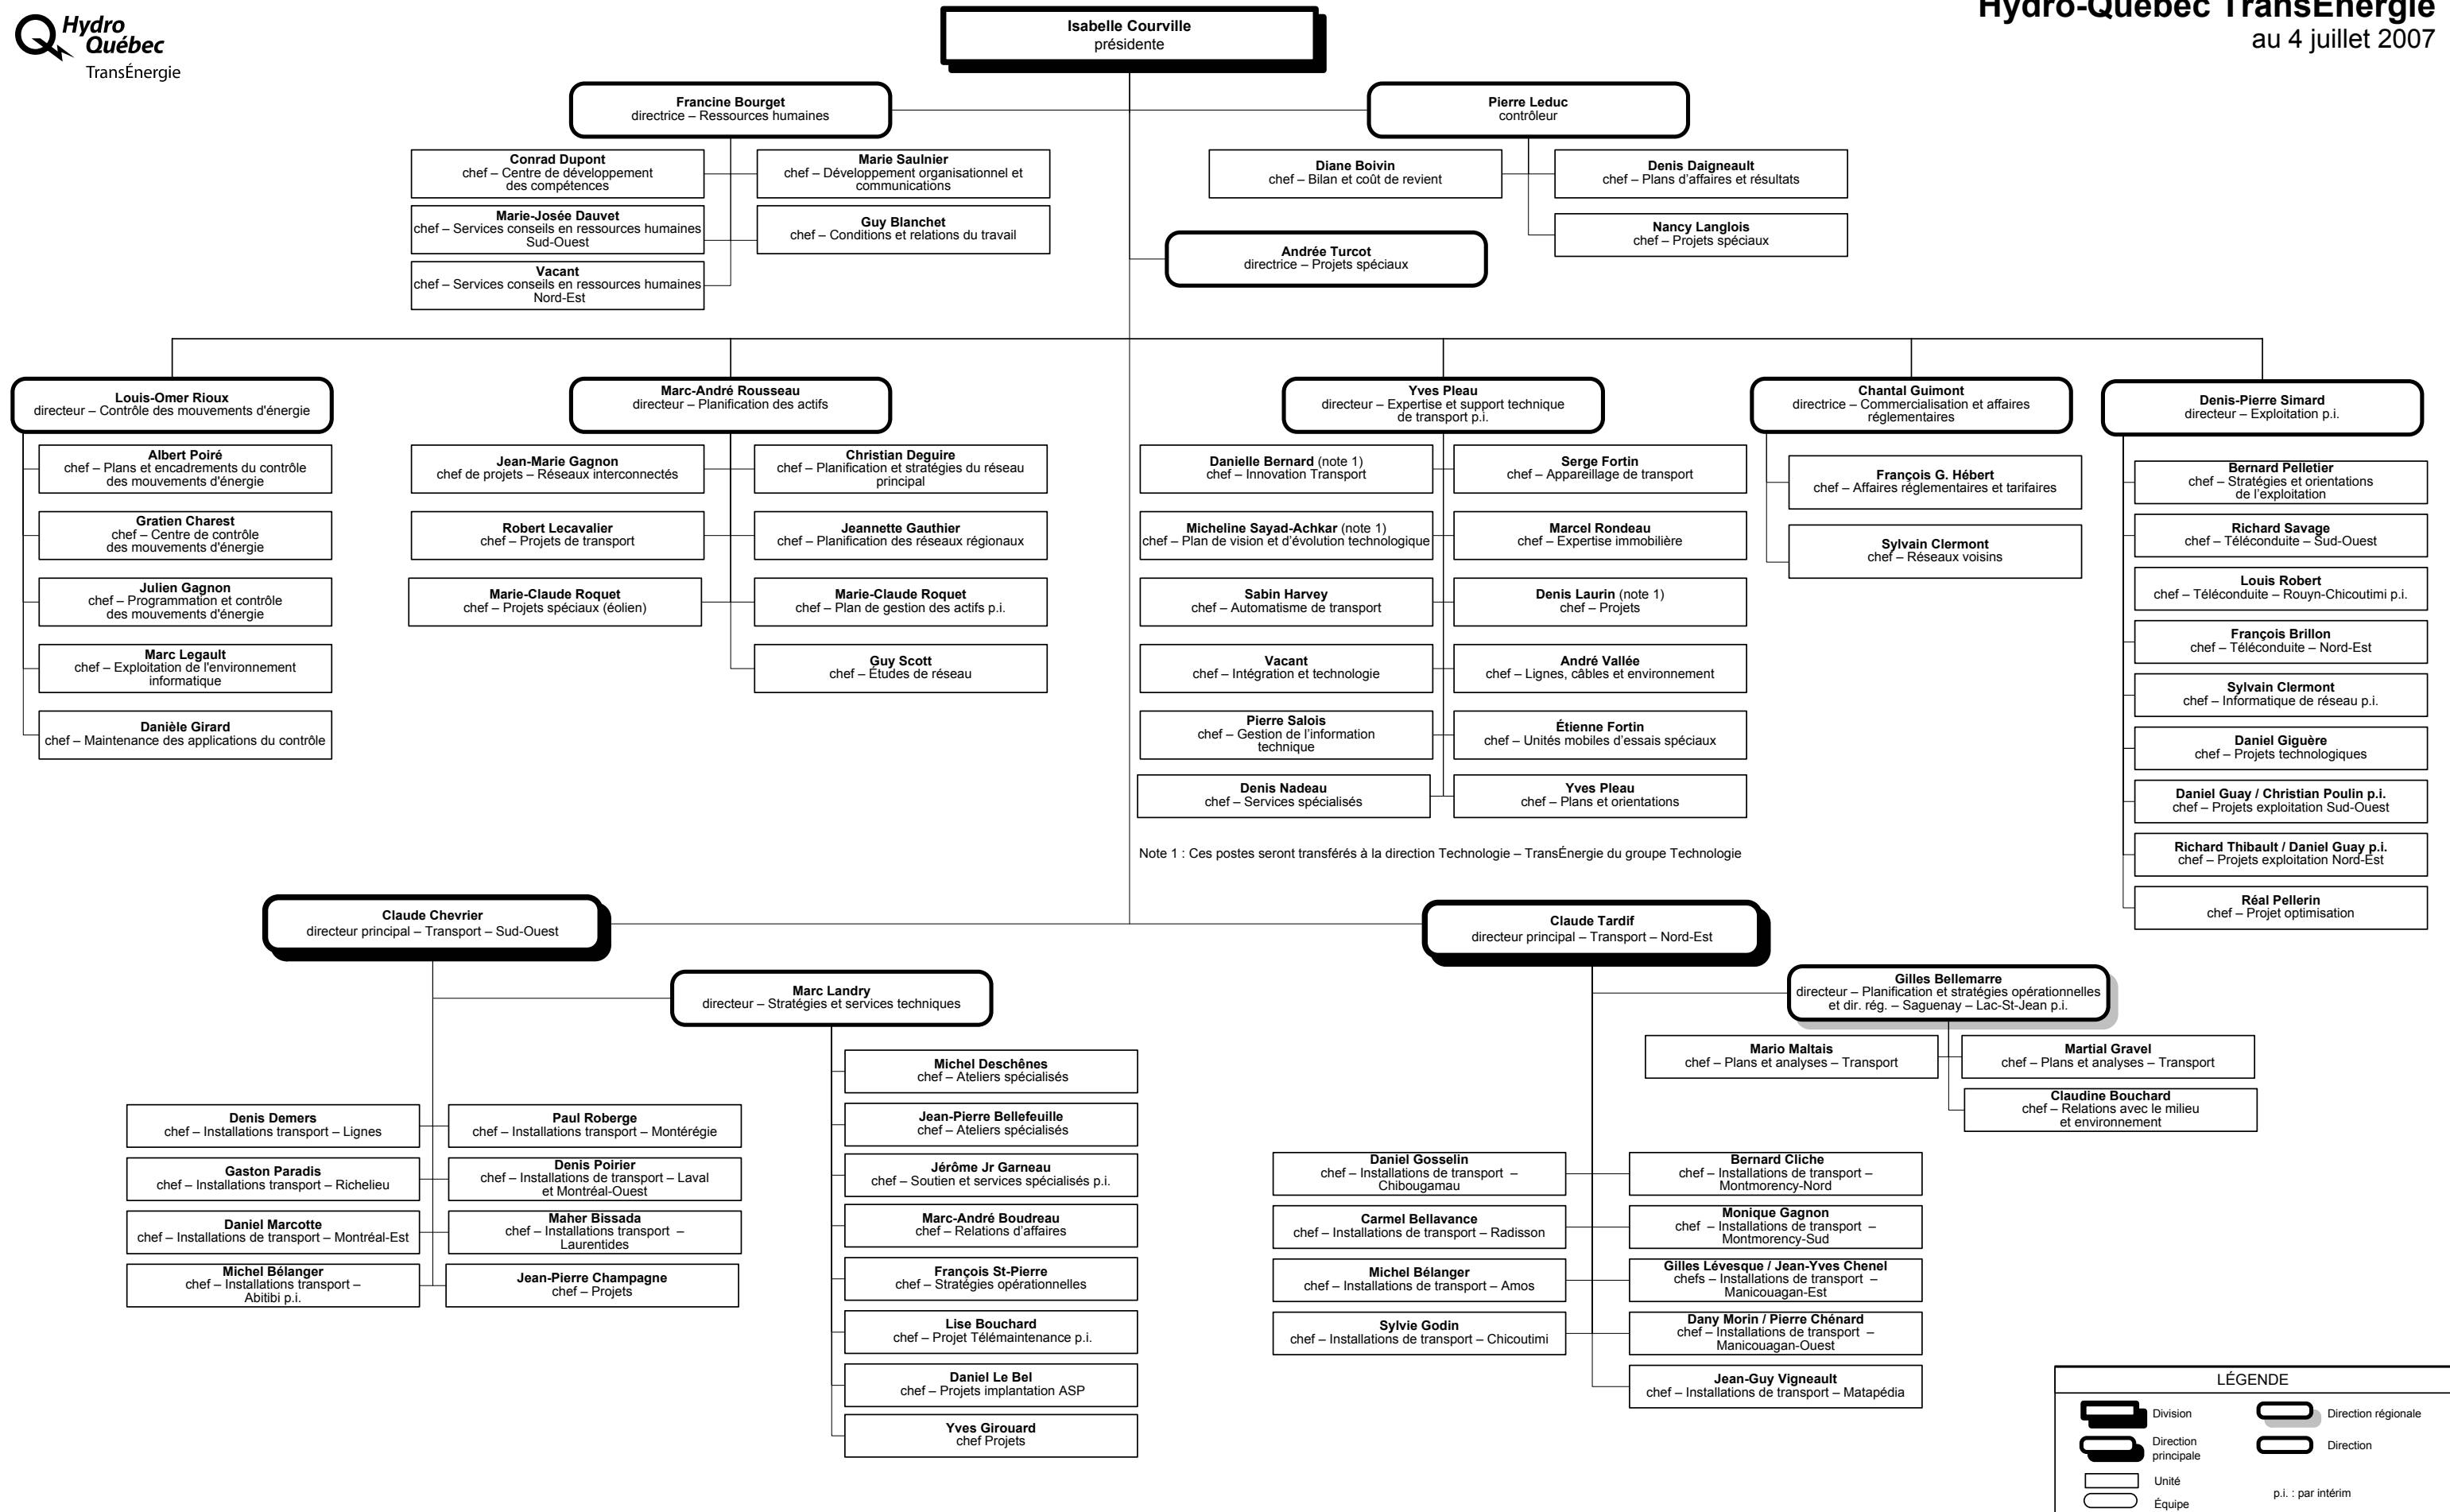 Hydro
Québec
TransÉnergie
Hydro-Québec TransÉnergie
au 4 juillet 2007
Isabelle Courville
présidente
Francine Bourget
directrice – Ressources humaines
Pierre Leduc
contrôleur
Conrad Dupont
chef – Centre de développement
des compétences
Marie Saulnier
chef – Développement organisationnel et
communications
Marie-Josée Dauvet
chef – Services conseils en ressources humaines
Sud-Ouest
Guy Blanchet
chef – Conditions et relations du travail
Vacant
chef – Services conseils en ressources humaines
Nord-Est
Diane Boivin
chef – Bilan et coût de revient
Denis Daigneault
chef – Plans d'affaires et résultats
Nancy Langlois
chef – Projets spéciaux
Andrée Turcot
directrice – Projets spéciaux
Louis-Omer Rioux
directeur – Contrôle des mouvements d'énergie
Albert Poiré
chef – Plans et encadrements du contrôle
des mouvements d'énergie
Gratien Charest
chef – Centre de contrôle
des mouvements d'énergie
Julien Gagnon
chef – Programmation et contrôle
des mouvements d'énergie
Marc Legault
chef – Exploitation de l'environnement
informatique
Danièle Girard
chef – Maintenance des applications du contrôle
Marc-André Rousseau
directeur – Planification des actifs
Jean-Marie Gagnon
chef de projets – Réseaux interconnectés
Christian Deguire
chef – Planification et stratégies du réseau
principal
Robert Lecavalier
chef – Projets de transport
Jeannette Gauthier
chef – Planification des réseaux régionaux
Marie-Claude Roquet
chef – Projets spéciaux (éolien)
Marie-Claude Roquet
chef – Plan de gestion des actifs p.i.
Guy Scott
chef – Études de réseau
Yves Pleau
directeur – Expertise et support technique
de transport p.i.
Danielle Bernard (note 1)
chef – Innovation Transport
Serge Fortin
chef – Appareillage de transport
Micheline Sayad-Achkar (note 1)
chef – Plan de vision et d'évolution technologique
Marcel Rondeau
chef – Expertise immobilière
Sabin Harvey
chef – Automatisme de transport
Denis Laurin (note 1)
chef – Projets
Vacant
chef – Intégration et technologie
André Vallée
chef – Lignes, câbles et environnement
Pierre Salois
chef – Gestion de l'information
technique
Étienne Fortin
chef – Unités mobiles d'essais spéciaux
Denis Nadeau
chef – Services spécialisés
Yves Pleau
chef – Plans et orientations
Note 1 : Ces postes seront transférés à la direction Technologie – TransÉnergie du groupe Technologie
Chantal Guimont
directrice – Commercialisation et affaires
réglementaires
François G. Hébert
chef – Affaires réglementaires et tarifaires
Sylvain Clermont
chef – Réseaux voisins
Denis-Pierre Simard
directeur – Exploitation p.i.
Bernard Pelletier
chef – Stratégies et orientations
de l'exploitation
Richard Savage
chef – Téléconduite – Sud-Ouest
Louis Robert
chef – Téléconduite – Rouyn-Chicoutimi p.i.
François Brillon
chef – Téléconduite – Nord-Est
Sylvain Clermont
chef – Informatique de réseau p.i.
Daniel Giguère
chef – Projets technologiques
Daniel Guay / Christian Poulin p.i.
chef – Projets exploitation Sud-Ouest
Richard Thibault / Daniel Guay p.i.
chef – Projets exploitation Nord-Est
Réal Pellerin
chef – Projet optimisation
Claude Chevrier
directeur principal – Transport – Sud-Ouest
Marc Landry
directeur – Stratégies et services techniques
Michel Deschênes
chef – Ateliers spécialisés
Jean-Pierre Bellefeuille
chef – Ateliers spécialisés
Jérôme Jr Garneau
chef – Soutien et services spécialisés p.i.
Marc-André Boudreau
chef – Relations d'affaires
François St-Pierre
chef – Stratégies opérationnelles
Lise Bouchard
chef – Projet Télémaintenance p.i.
Daniel Le Bel
chef – Projets implantation ASP
Yves Girouard
chef Projets
Denis Demers
chef – Installations transport – Lignes
Paul Roberge
chef – Installations transport – Montérégie
Gaston Paradis
chef – Installations transport – Richelieu
Denis Poirier
chef – Installations de transport – Laval
et Montréal-Ouest
Daniel Marcotte
chef – Installations de transport – Montréal-Est
Maher Bissada
chef – Installations transport –
Laurentides
Michel Bélanger
chef – Installations transport –
Abitibi p.i.
Jean-Pierre Champagne
chef – Projets
Claude Tardif
directeur principal – Transport – Nord-Est
Gilles Bellemarre
directeur – Planification et stratégies opérationnelles
et dir. rég. – Saguenay – Lac-St-Jean p.i.
Mario Maltais
chef – Plans et analyses – Transport
Martial Gravel
chef – Plans et analyses – Transport
Claudine Bouchard
chef – Relations avec le milieu
et environnement
Daniel Gosselin
chef – Installations de transport –
Chibougamau
Bernard Cliche
chef – Installations de transport –
Montmorency-Nord
Carmel Bellavance
chef – Installations de transport – Radisson
Monique Gagnon
chef – Installations de transport –
Montmorency-Sud
Michel Bélanger
chef – Installations de transport – Amos
Gilles Lévesque / Jean-Yves Chenel
chefs – Installations de transport –
Manicouagan-Est
Sylvie Godin
chef – Installations de transport – Chicoutimi
Dany Morin / Pierre Chénard
chef – Installations de transport –
Manicouagan-Ouest
Jean-Guy Vigneault
chef – Installations de transport – Matapédia
LÉGENDE
Division
Direction régionale
Direction
principale
Direction
Unité
Équipe
p.i. : par intérim